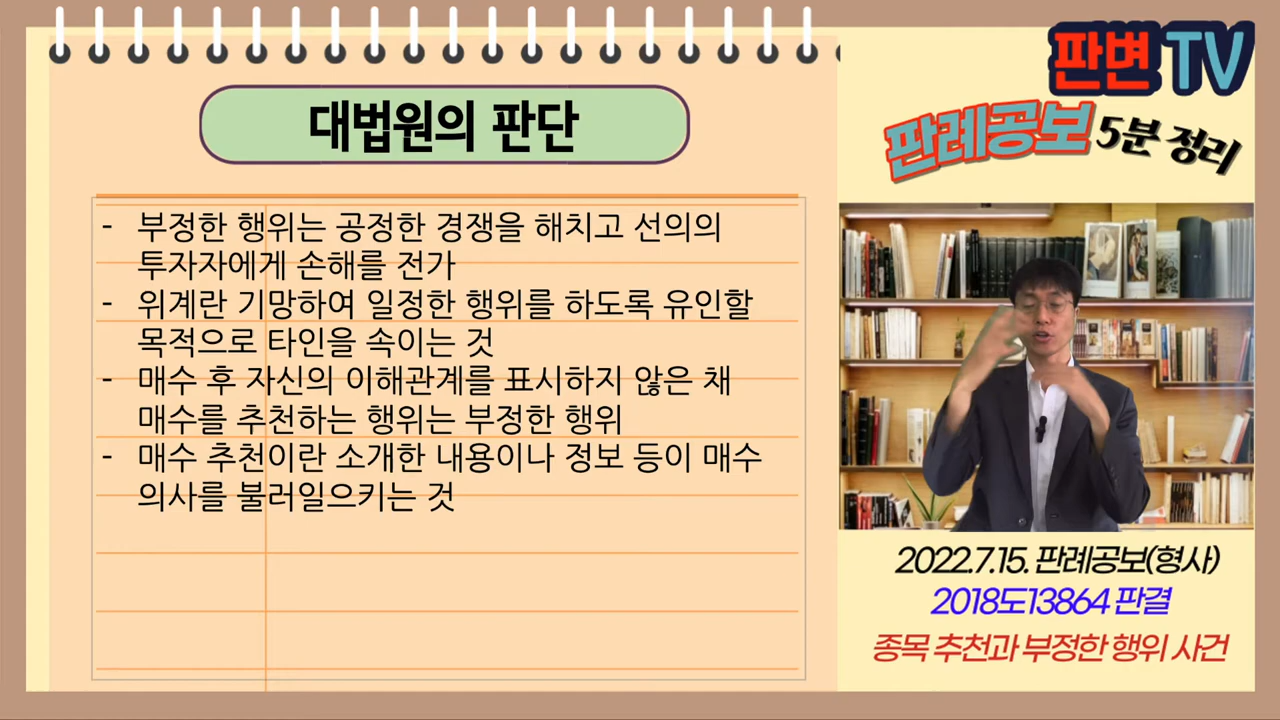 판변 TV
판례공보 5분 정리
대법원의 판단
- 부정한 행위는 공정한 경쟁을 해치고 선의의
투자자에게 손해를 전가
- 위계란 기망하여 일정한 행위를 하도록 유인할
목적으로 타인을 속이는 것
- 매수 후 자신의 이해관계를 표시하지 않은 채
매수를 추천하는 행위는 부정한 행위
- 매수 추천이란 소개한 내용이나 정보 등이 매수
의사를 불러일으키는 것
2022.7.15. 판례공보(형사)
2018도13864 판결
종목 추천과 부정한 행위 사건